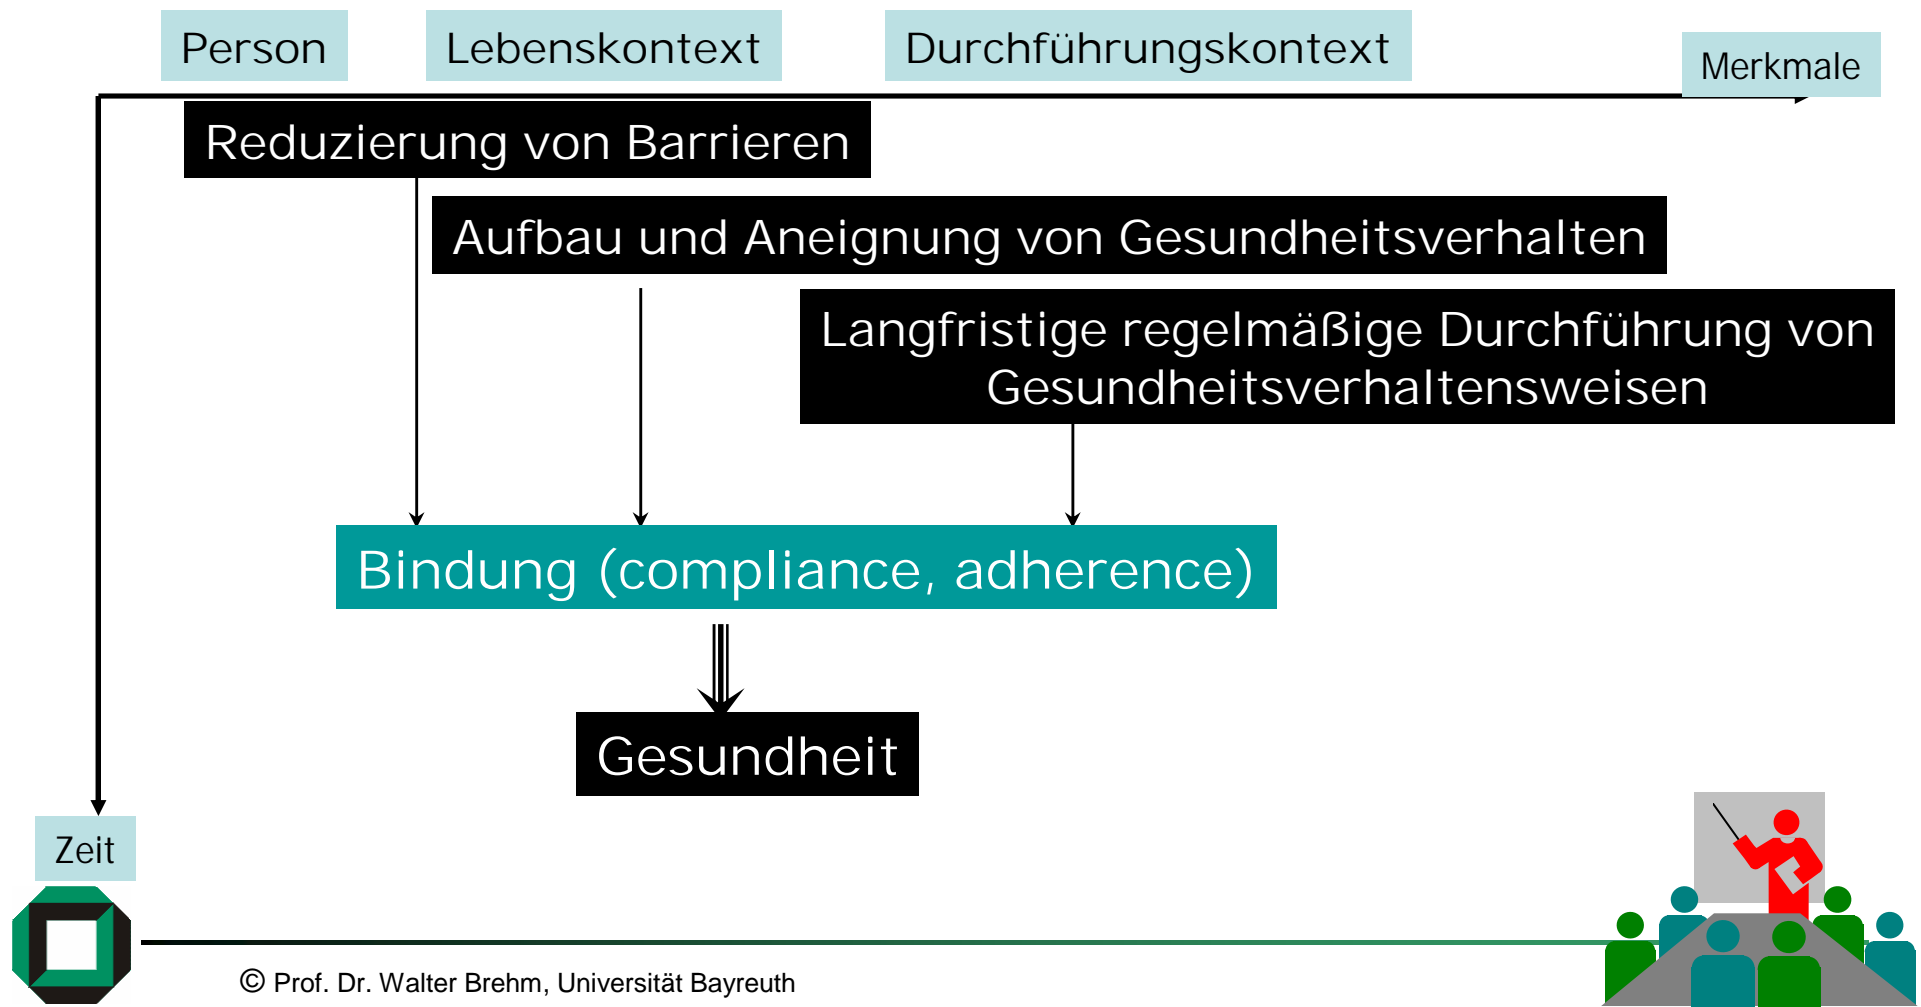 Person
Lebenskontext
Durchführungskontext
Merkmale
Reduzierung von Barrieren
Aufbau und Aneignung von Gesundheitsverhalten
Langfristige regelmäßige Durchführung von
Gesundheitsverhaltensweisen
Bindung (compliance, adherence)
Gesundheit
Zeit
© Prof. Dr. Walter Brehm, Universität Bayreuth